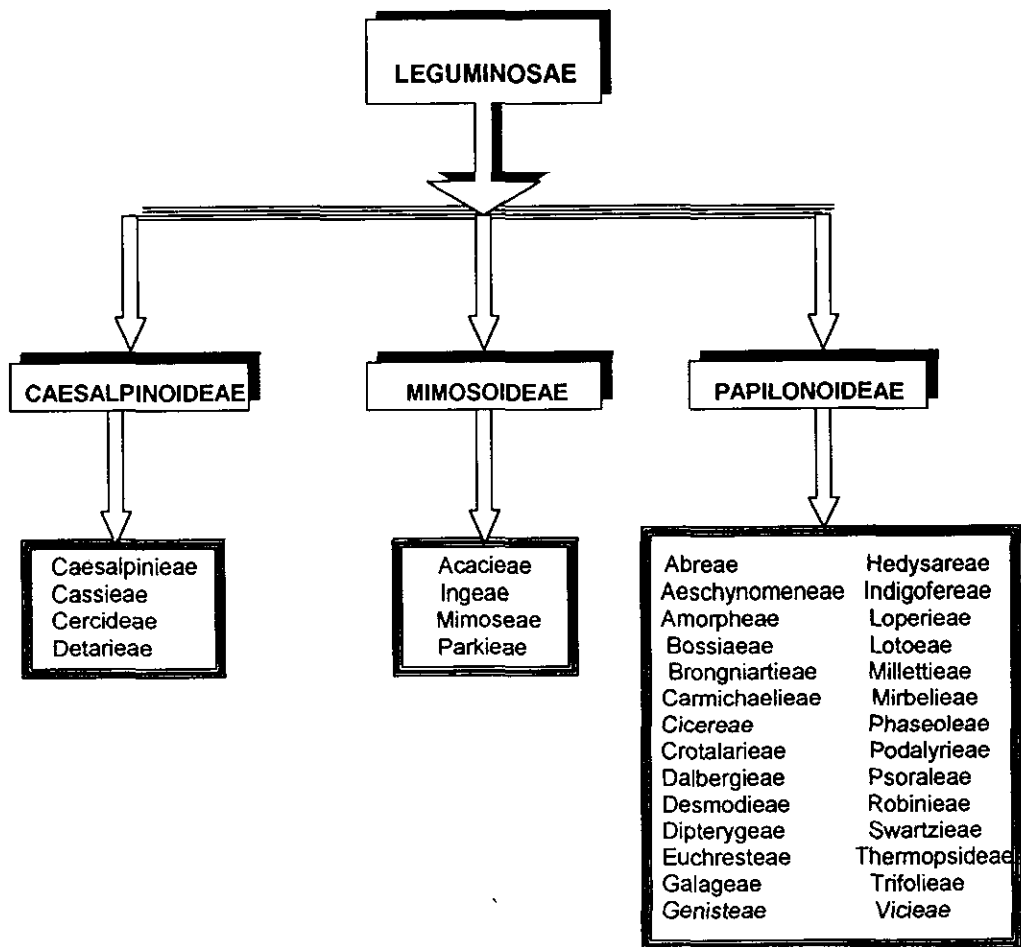 LEGUMINOSAE
CAESALPINOIDEAE
MIMOSOIDEAE
PAPILONOIDEAE
Caesalpinieae
Cassieae
Cercideae
Detarieae
Acacieae
Ingeae
Mimoseae
Parkieae
Abreae
Aeschynomeneae
Amorpheae
Bossiaeae
Brongniartieae
Carmichaelieae
Cicereae
Crotalarieae
Dalbergieae
Desmodieae
Dipterygeae
Euchresteae
Galageae
Genisteae
Hedysareae
Indigofereae
Loperieae
Lotoeae
Millettieae
Mirbelieae
Phaseoleae
Podalyrieae
Psoraleae
Robinieae
Swartzieae
Thermopsideae
Trifolieae
Vicieae